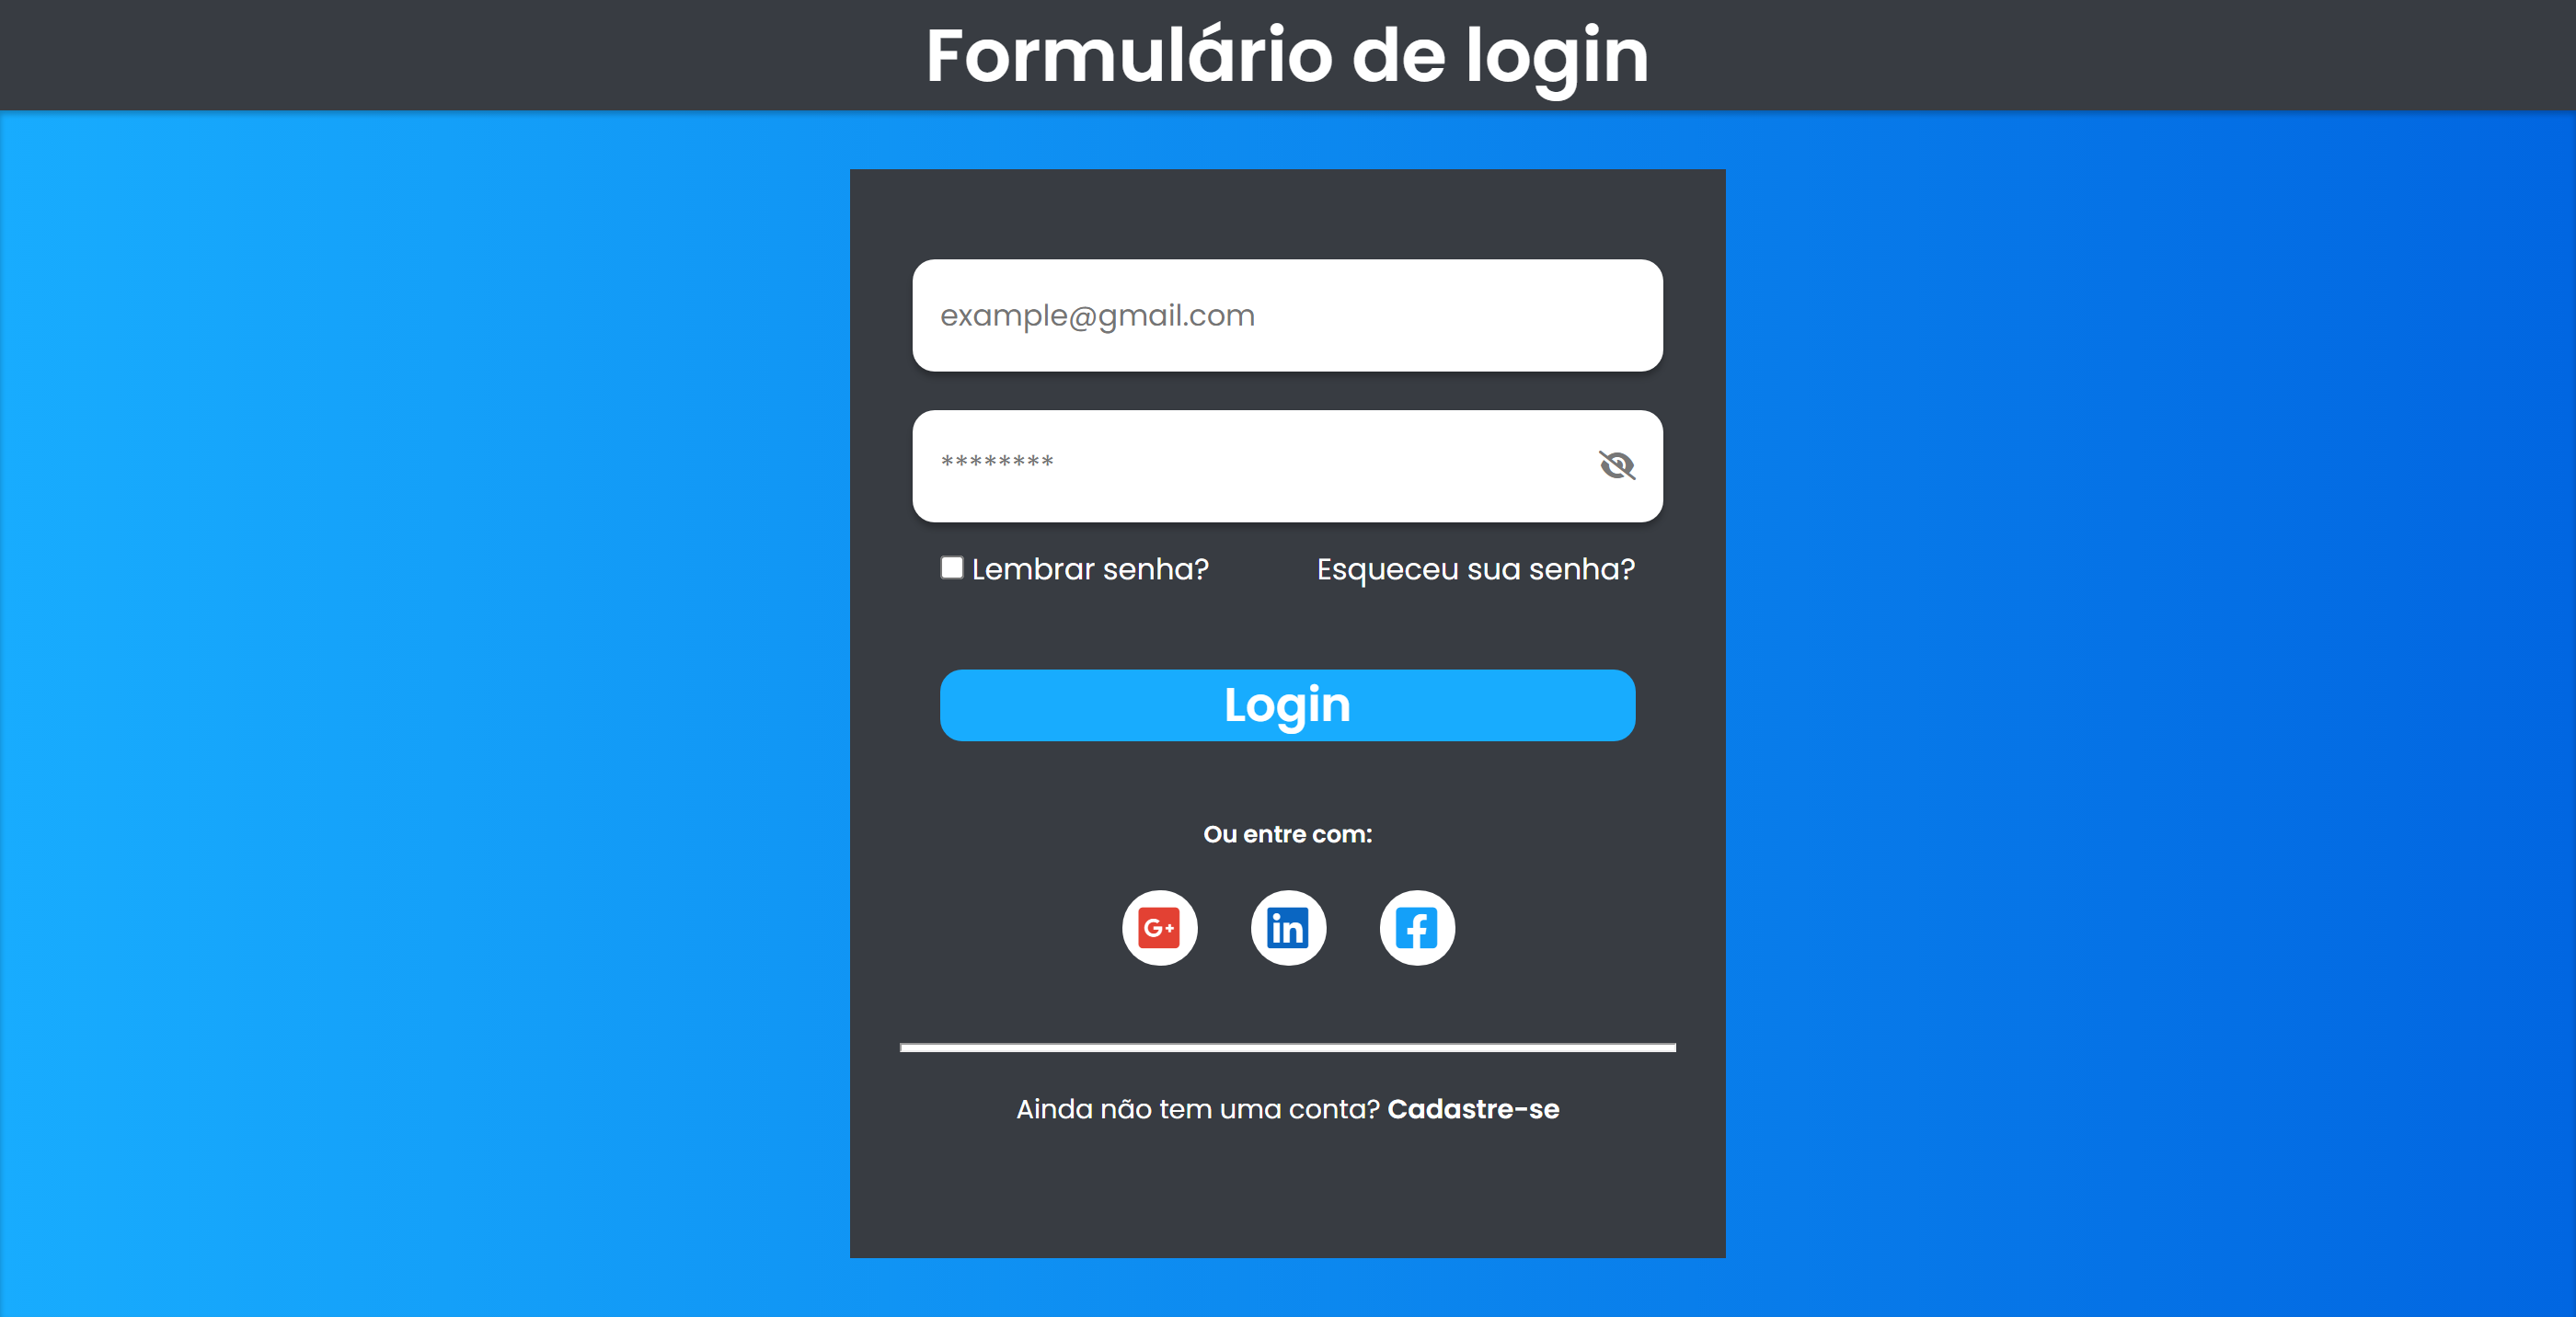 Formulário de login
example@gmail.com
********
Lembrar senha? Esqueceu sua senha?
Login
Ou entre com:
G+ in f
Ainda não tem uma conta? Cadastre-se